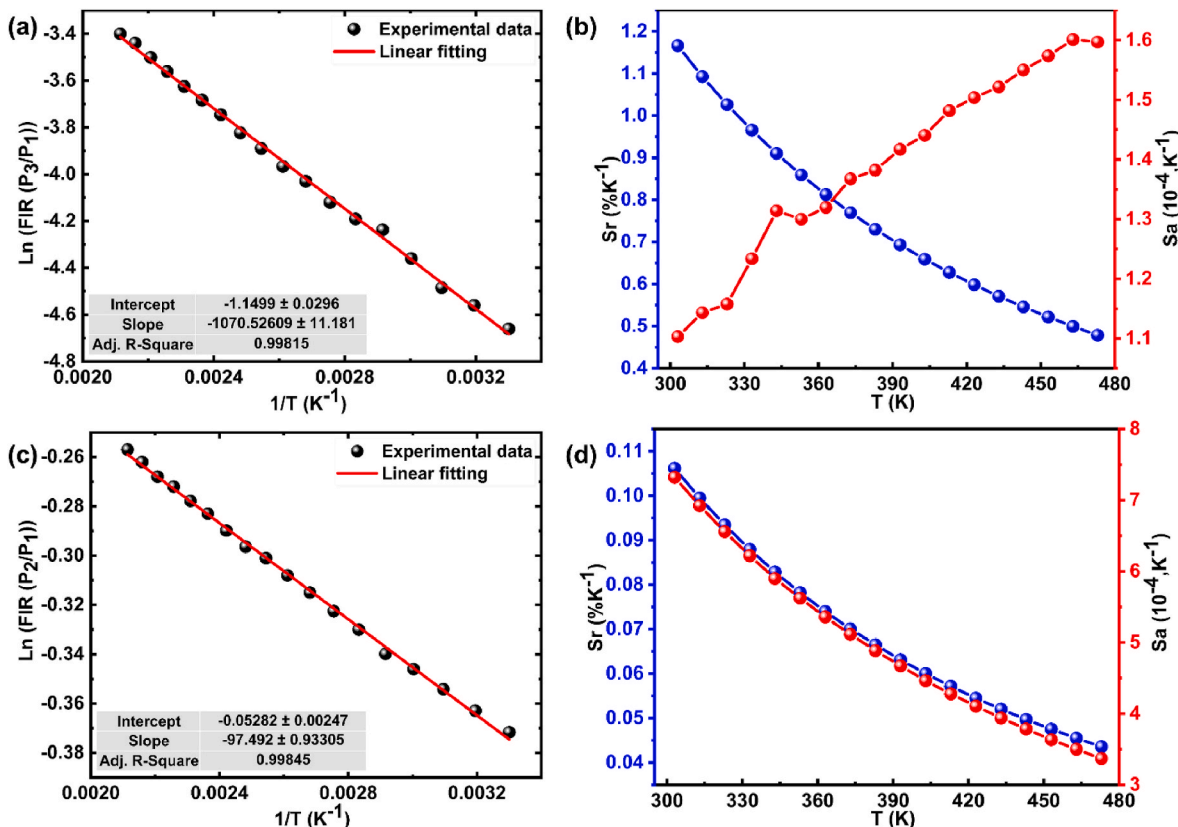 (a)
Experimental data
Linear fitting
Ln (FIR (P3/P1))
-3.4
-3.6
-3.8
-4.0
-4.2
-4.4
-4.6
-4.8
Intercept -1.1499 ± 0.0296
Slope -1070.52609 ± 11.181
Adj. R-Square 0.99815
0.0020 0.0024 0.0028 0.0032
1/T (K-1)
(b)
Sr (%K-1)
1.2
1.1
1.0
0.9
0.8
0.7
0.6
0.5
0.4
1.6
1.5
1.4
1.3
1.2
1.1
Sa (10-4,K-1)
300 330 360 390 420 450 480
T (K)
(c)
Experimental data
Linear fitting
Ln (FIR (P2/P1))
-0.26
-0.28
-0.30
-0.32
-0.34
-0.36
-0.38
Intercept -0.05282 ± 0.00247
Slope -97.492 ± 0.93305
Adj. R-Square 0.99845
0.0020 0.0024 0.0028 0.0032
1/T (K-1)
(d)
Sr (%K-1)
0.11
0.10
0.09
0.08
0.07
0.06
0.05
0.04
8
7
6
5
4
3
Sa (10-4,K-1)
300 330 360 390 420 450 480
T (K)